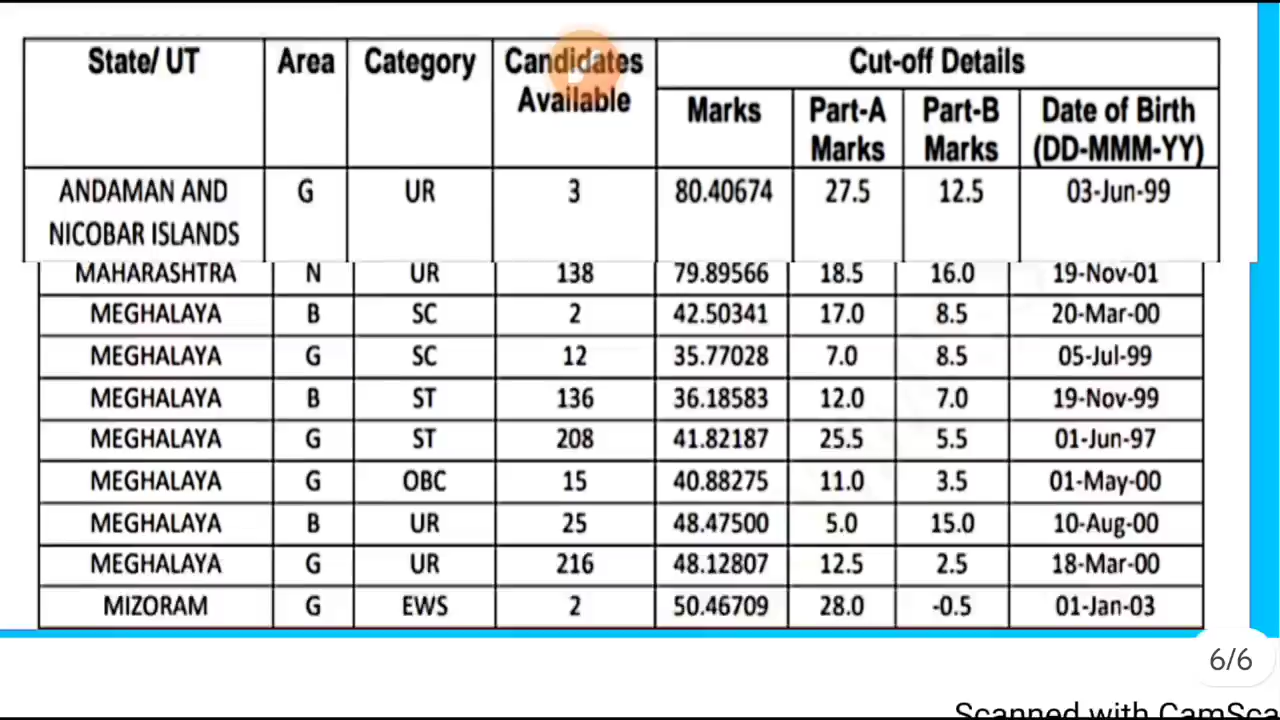 State/ UT Area Category Candidates Available Cut-off Details
Marks Part-A Marks Part-B Marks Date of Birth (DD-MMM-YY)
ANDAMAN AND NICOBAR ISLANDS G UR 3 80.40674 27.5 12.5 03-Jun-99
MAHARASHTRA N UR 138 79.89566 18.5 16.0 19-Nov-01
MEGHALAYA B SC 2 42.50341 17.0 8.5 20-Mar-00
MEGHALAYA G SC 12 35.77028 7.0 8.5 05-Jul-99
MEGHALAYA B ST 136 36.18583 12.0 7.0 19-Nov-99
MEGHALAYA G ST 208 41.82187 25.5 5.5 01-Jun-97
MEGHALAYA G OBC 15 40.88275 11.0 3.5 01-May-00
MEGHALAYA B UR 25 48.47500 5.0 15.0 10-Aug-00
MEGHALAYA G UR 216 48.12807 12.5 2.5 18-Mar-00
MIZORAM G EWS 2 50.46709 28.0 -0.5 01-Jan-03
6/6
Scanned with CamSca